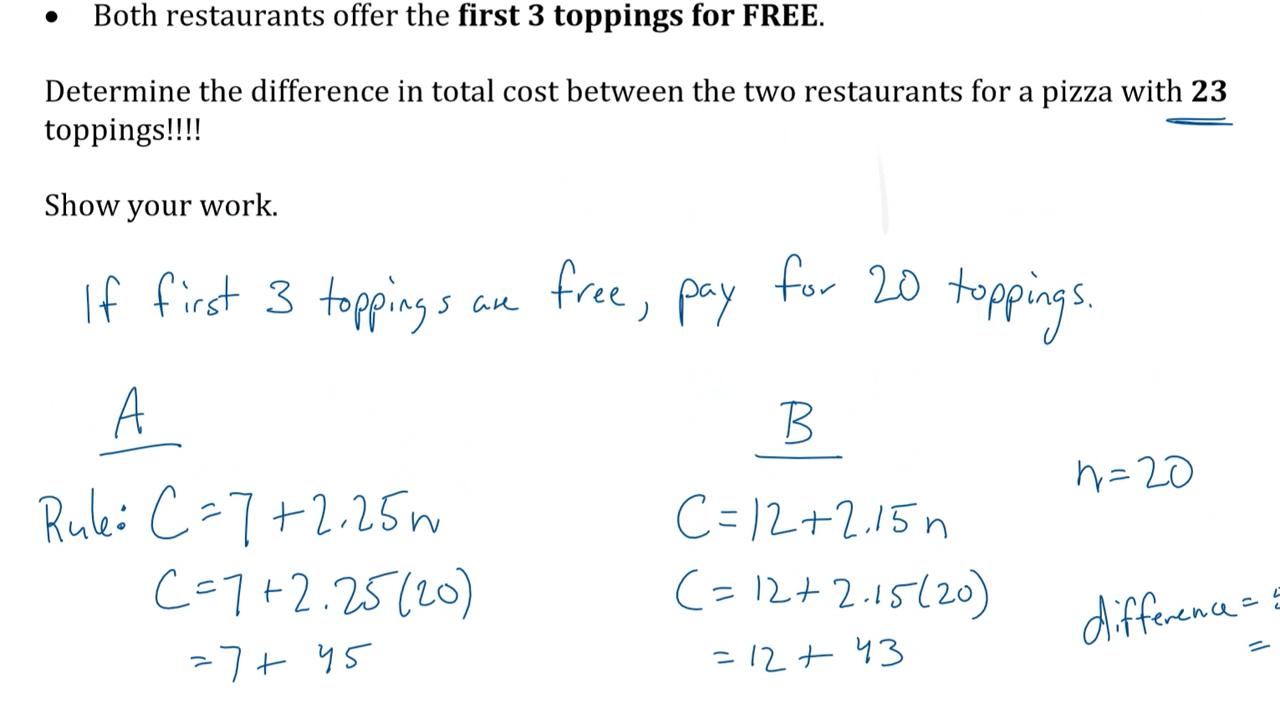 • Both restaurants offer the first 3 toppings for FREE.
Determine the difference in total cost between the two restaurants for a pizza with 23
toppings!!!!
Show your work.
If first 3 toppings are free, pay for 20 toppings.
A
B
n=20
Rule: C=7+2.25n
C=12+2.15n
C=7+2.25(20)
C=12+2.15(20)
difference=
=7+45
=12+43
=